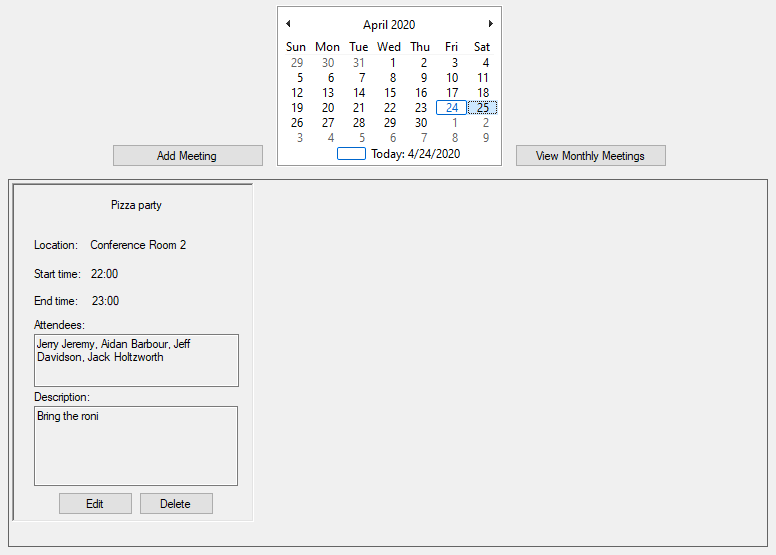 April 2020
Sun Mon Tue Wed Thu Fri Sat
29 30 31 1 2 3 4
5 6 7 8 9 10 11
12 13 14 15 16 17 18
19 20 21 22 23 24 25
26 27 28 29 30 1 2
3 4 5 6 7 8 9
Today: 4/24/2020
Add Meeting
View Monthly Meetings
Pizza party
Location: Conference Room 2
Start time: 22:00
End time: 23:00
Attendees:
Jerry Jeremy, Aidan Barbour, Jeff
Davidson, Jack Holtzworth
Description:
Bring the roni
Edit Delete